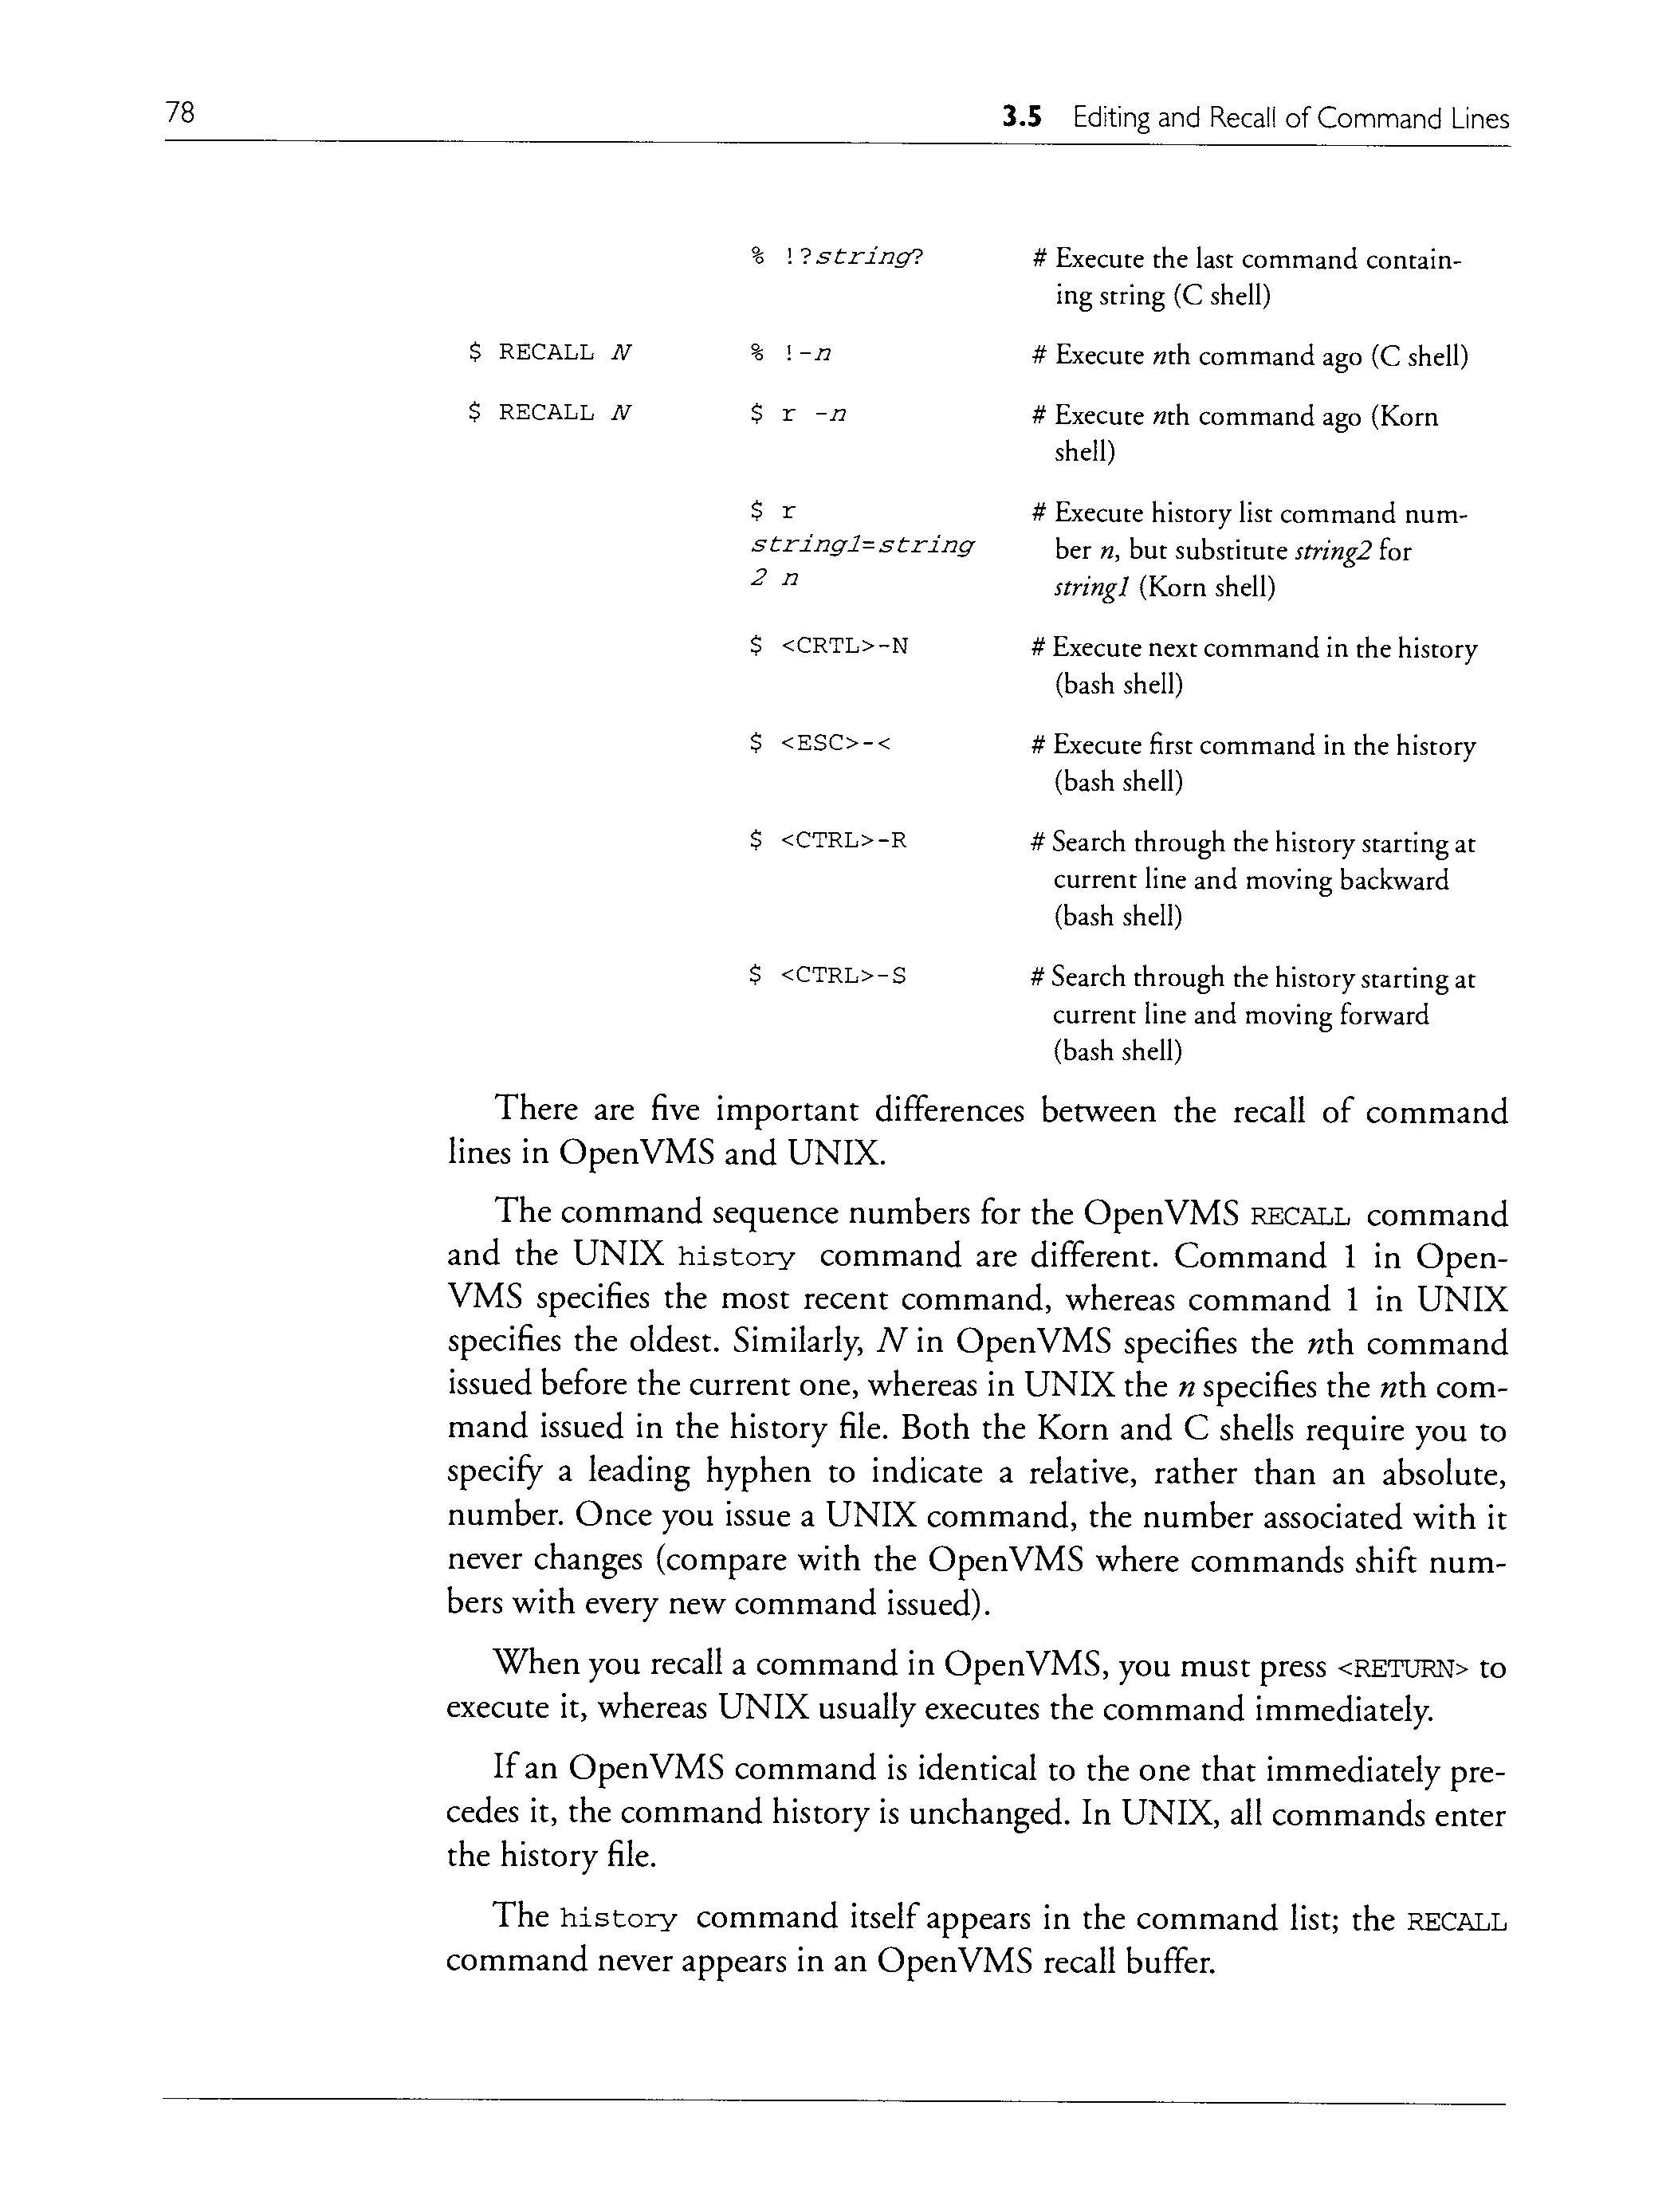 78
3.5 Editing and Recall of Command Lines
% !?string? # Execute the last command contain-
ing string (C shell)
$ RECALL N % !-n # Execute nth command ago (C shell)
$ RECALL N $ r -n # Execute nth command ago (Korn
shell)
$ r # Execute history list command num-
string1=string ber n, but substitute string2 for
2 n string1 (Korn shell)
$ <CRTL>-N # Execute next command in the history
(bash shell)
$ <ESC>-< # Execute first command in the history
(bash shell)
$ <CTRL>-R # Search through the history starting at
current line and moving backward
(bash shell)
$ <CTRL>-S # Search through the history starting at
current line and moving forward
(bash shell)
There are five important differences between the recall of command
lines in OpenVMS and UNIX.
The command sequence numbers for the OpenVMS RECALL command
and the UNIX history command are different. Command 1 in Open-
VMS specifies the most recent command, whereas command 1 in UNIX
specifies the oldest. Similarly, N in OpenVMS specifies the nth command
issued before the current one, whereas in UNIX the n specifies the nth com-
mand issued in the history file. Both the Korn and C shells require you to
specify a leading hyphen to indicate a relative, rather than an absolute,
number. Once you issue a UNIX command, the number associated with it
never changes (compare with the OpenVMS where commands shift num-
bers with every new command issued).
When you recall a command in OpenVMS, you must press <RETURN> to
execute it, whereas UNIX usually executes the command immediately.
If an OpenVMS command is identical to the one that immediately pre-
cedes it, the command history is unchanged. In UNIX, all commands enter
the history file.
The history command itself appears in the command list; the RECALL
command never appears in an OpenVMS recall buffer.